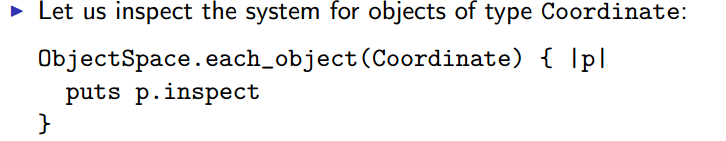 ▶ Let us inspect the system for objects of type Coordinate:
ObjectSpace.each_object(Coordinate) { |p|
  puts p.inspect
}